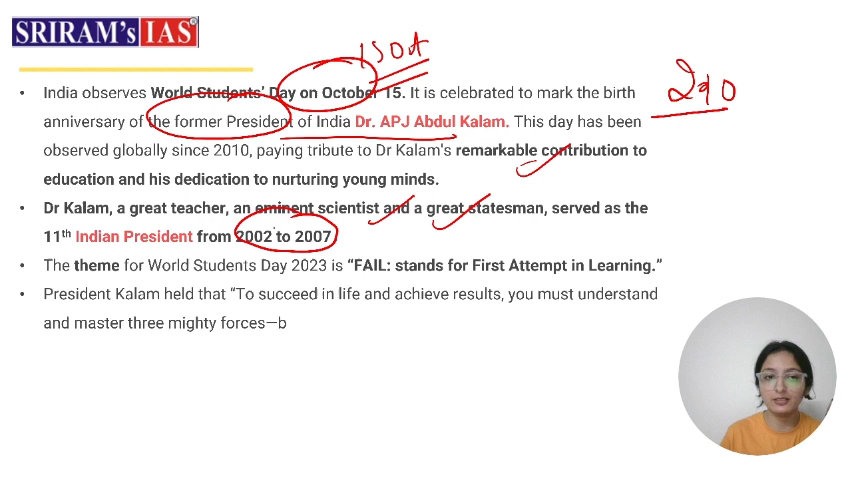 SRIRAM's IAS
15 Oct
2010
• India observes World Students' Day on October 15. It is celebrated to mark the birth
anniversary of the former President of India Dr. APJ Abdul Kalam. This day has been
observed globally since 2010, paying tribute to Dr Kalam's remarkable contribution to
education and his dedication to nurturing young minds.
• Dr Kalam, a great teacher, an eminent scientist and a great statesman, served as the
11th Indian President from 2002 to 2007
• The theme for World Students Day 2023 is “FAIL: stands for First Attempt in Learning.”
• President Kalam held that “To succeed in life and achieve results, you must understand
and master three mighty forces—b